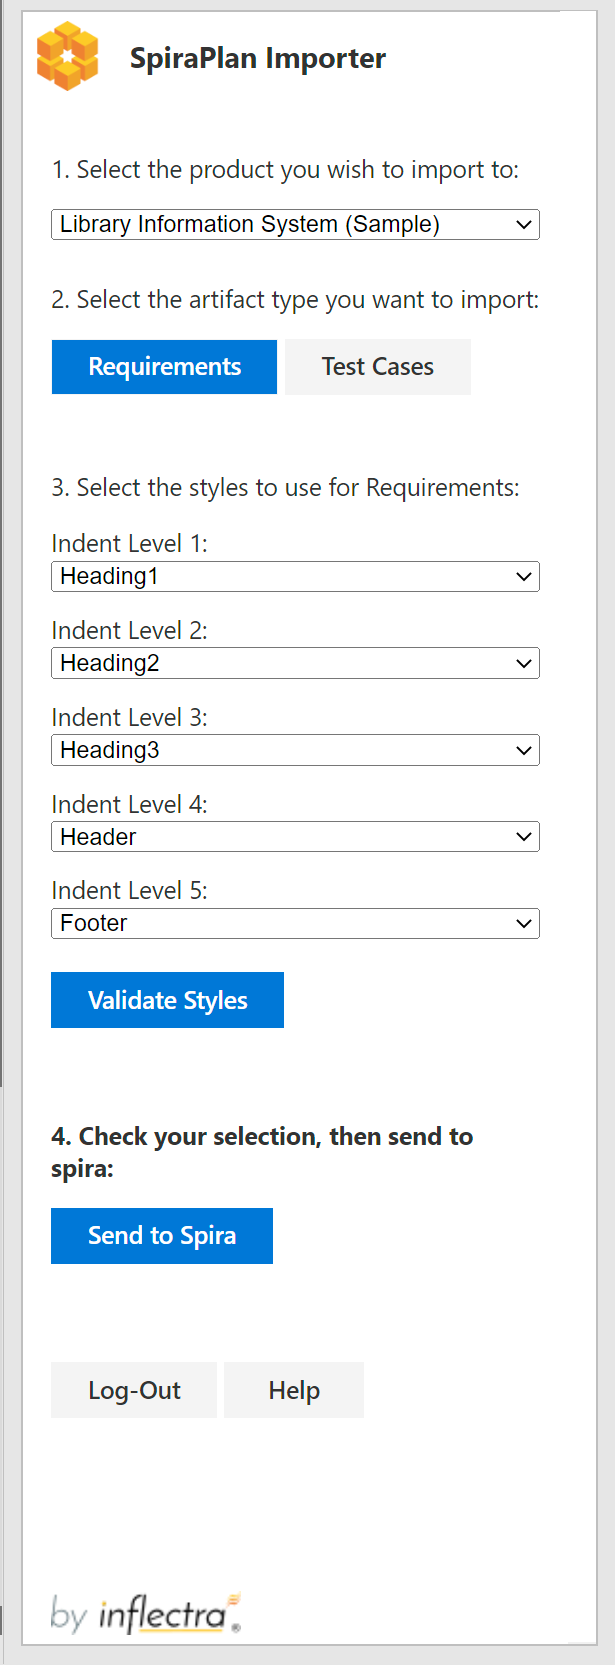 SpiraPlan Importer
1. Select the product you wish to import to:
Library Information System (Sample)
2. Select the artifact type you want to import:
Requirements Test Cases
3. Select the styles to use for Requirements:
Indent Level 1:
Heading1
Indent Level 2:
Heading2
Indent Level 3:
Heading3
Indent Level 4:
Header
Indent Level 5:
Footer
Validate Styles
4. Check your selection, then send to
spira:
Send to Spira
Log-Out Help
by inflectra®